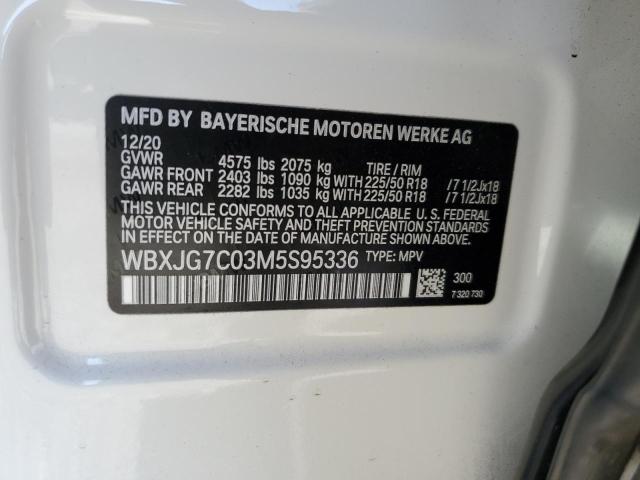 MFD BY BAYERISCHE MOTOREN WERKE AG
12/20
GVWR 4575 lbs 2075 kg TIRE / RIM
GAWR FRONT 2403 lbs 1090 kg WITH 225/50 R18 /7 1/2Jx18
GAWR REAR 2282 lbs 1035 kg WITH 225/50 R18 /7 1/2Jx18
THIS VEHICLE CONFORMS TO ALL APPLICABLE U. S. FEDERAL
MOTOR VEHICLE SAFETY AND THEFT PREVENTION STANDARDS
IN EFFECT ON THE DATE OF MANUFACTURE SHOWN ABOVE.
WBXJG7C03M5S95336 TYPE: MPV
300
7 320 730